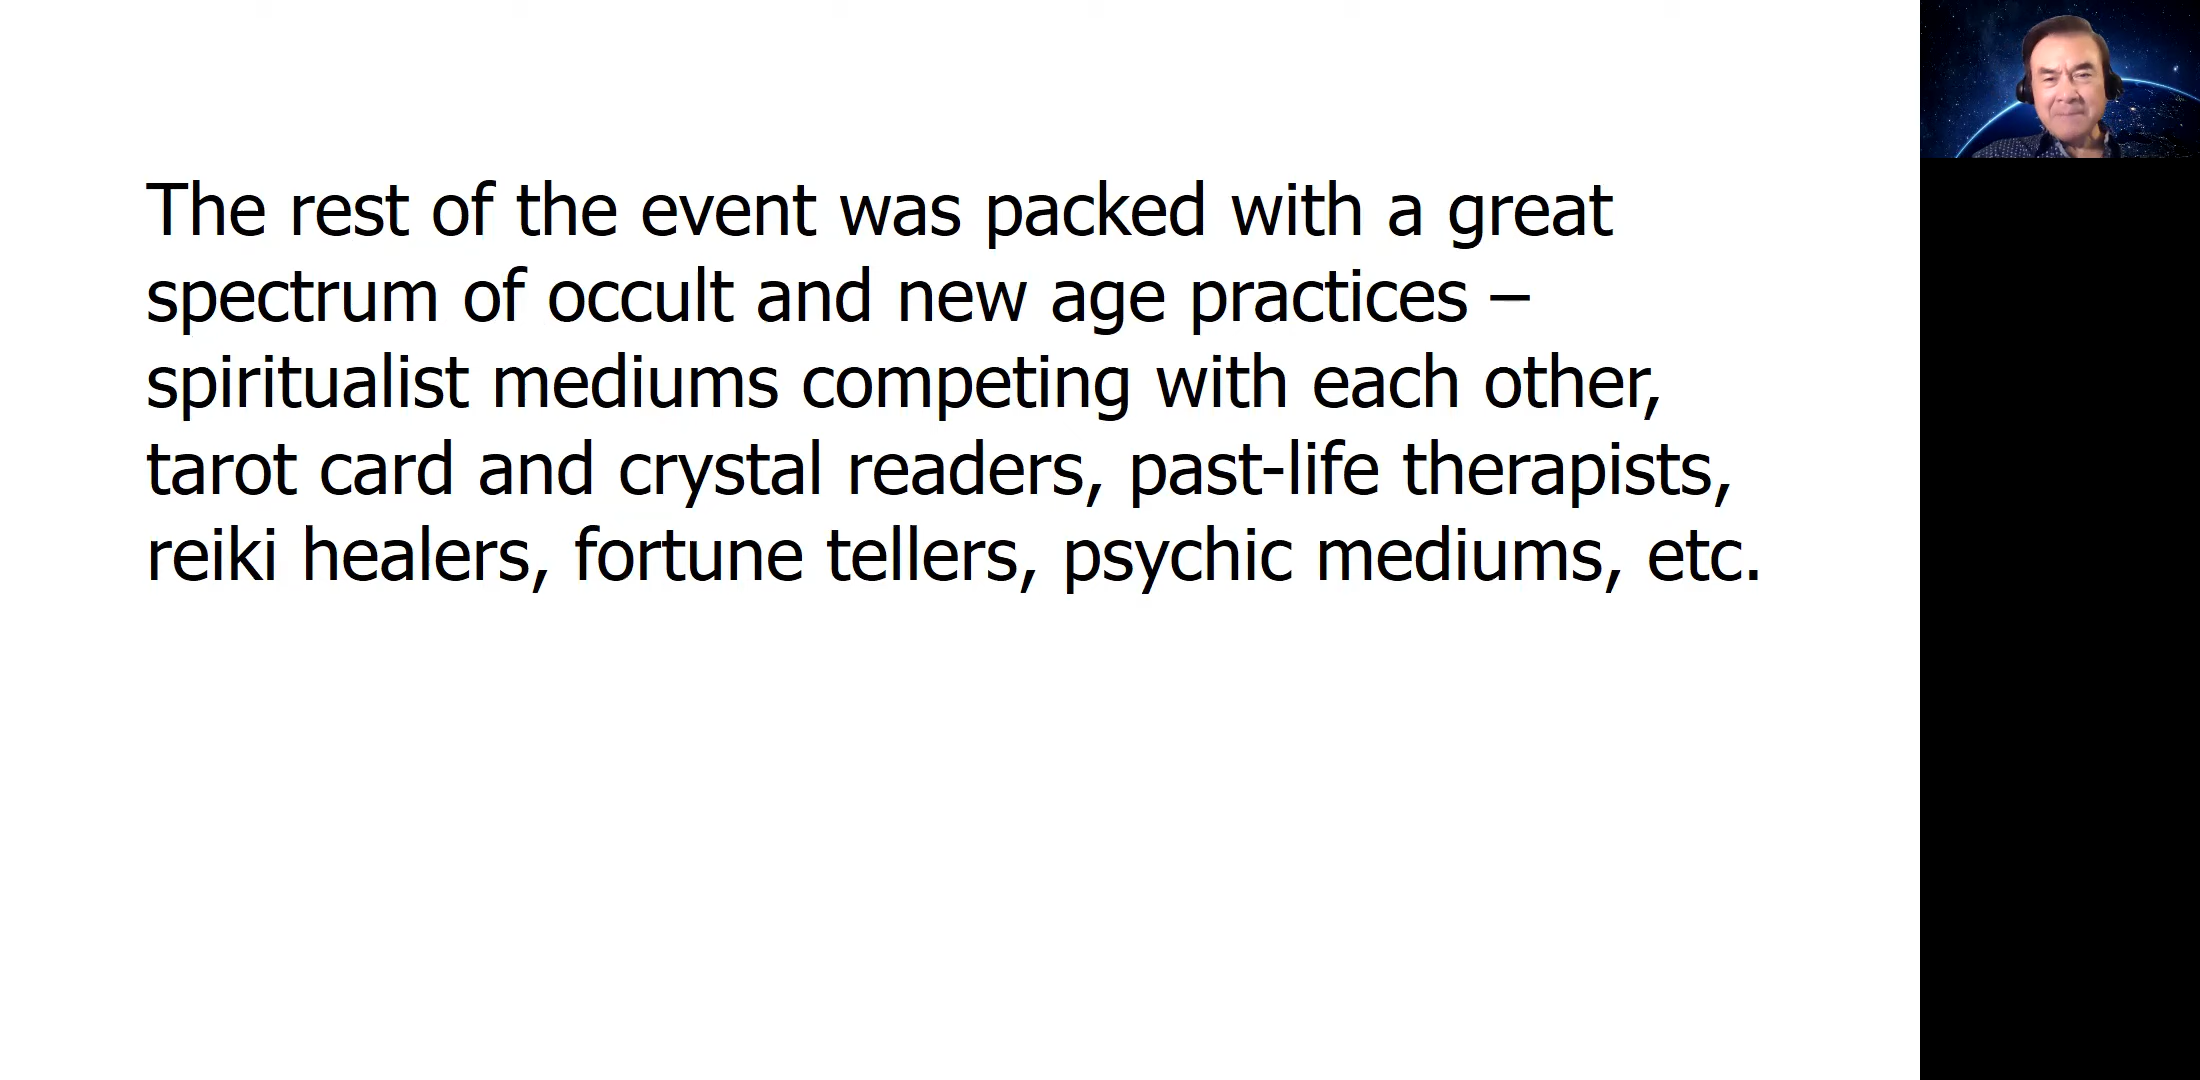 The rest of the event was packed with a great
spectrum of occult and new age practices –
spiritualist mediums competing with each other,
tarot card and crystal readers, past-life therapists,
reiki healers, fortune tellers, psychic mediums, etc.